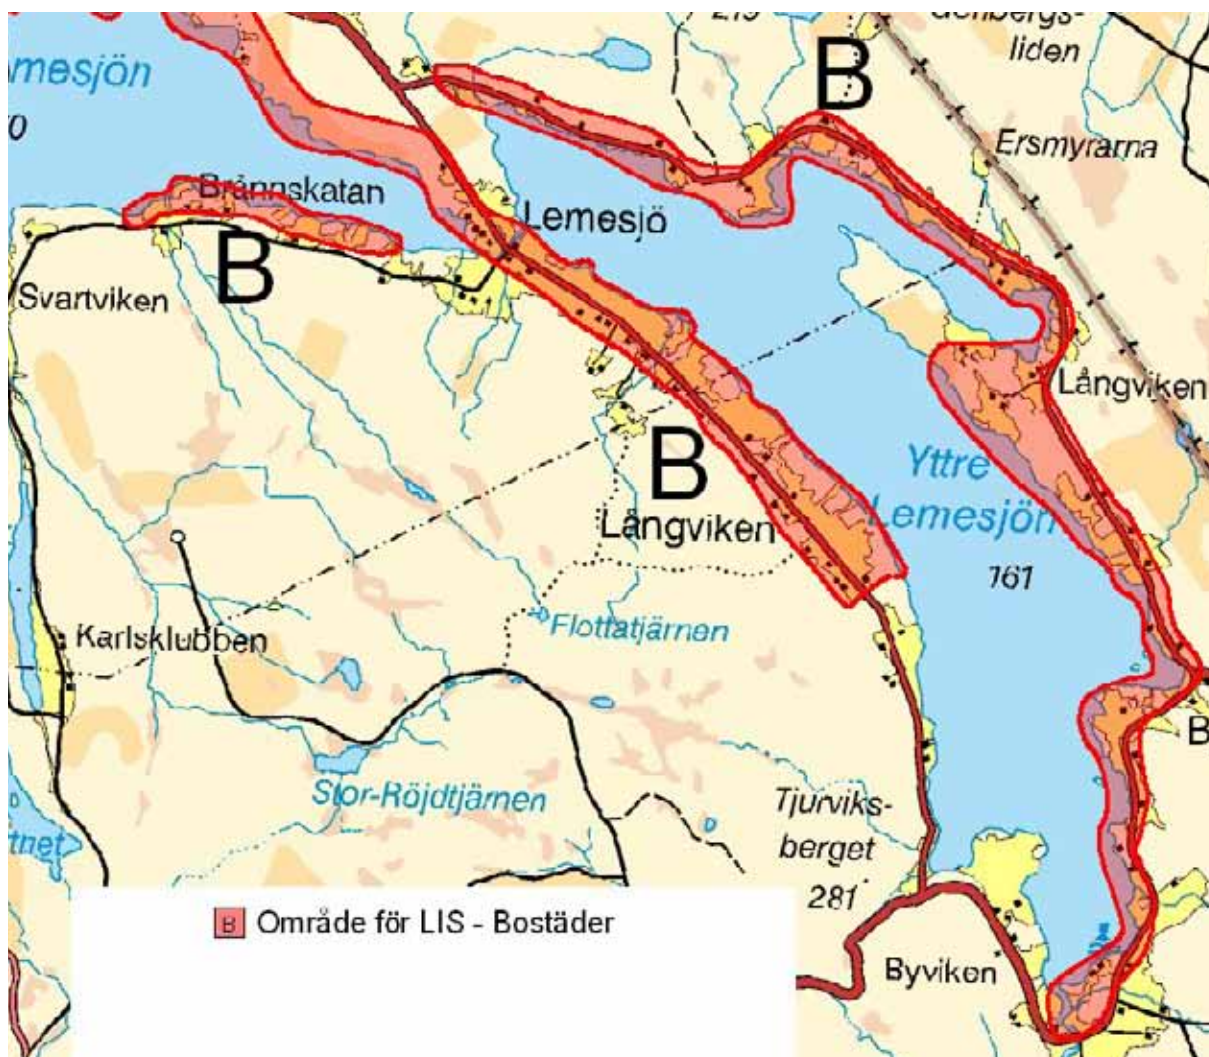 liden
B
Ersmyrarna
Brännskatan
Lemesjö
B
Svartviken
Långviken
B
Yttre
Lemesjön
Långviken
161
Flottatjärnen
Karlsklubben
B
Stor-Röjdtjärnen
Tjurviks-
berget
281
B Område för LIS - Bostäder
Byviken